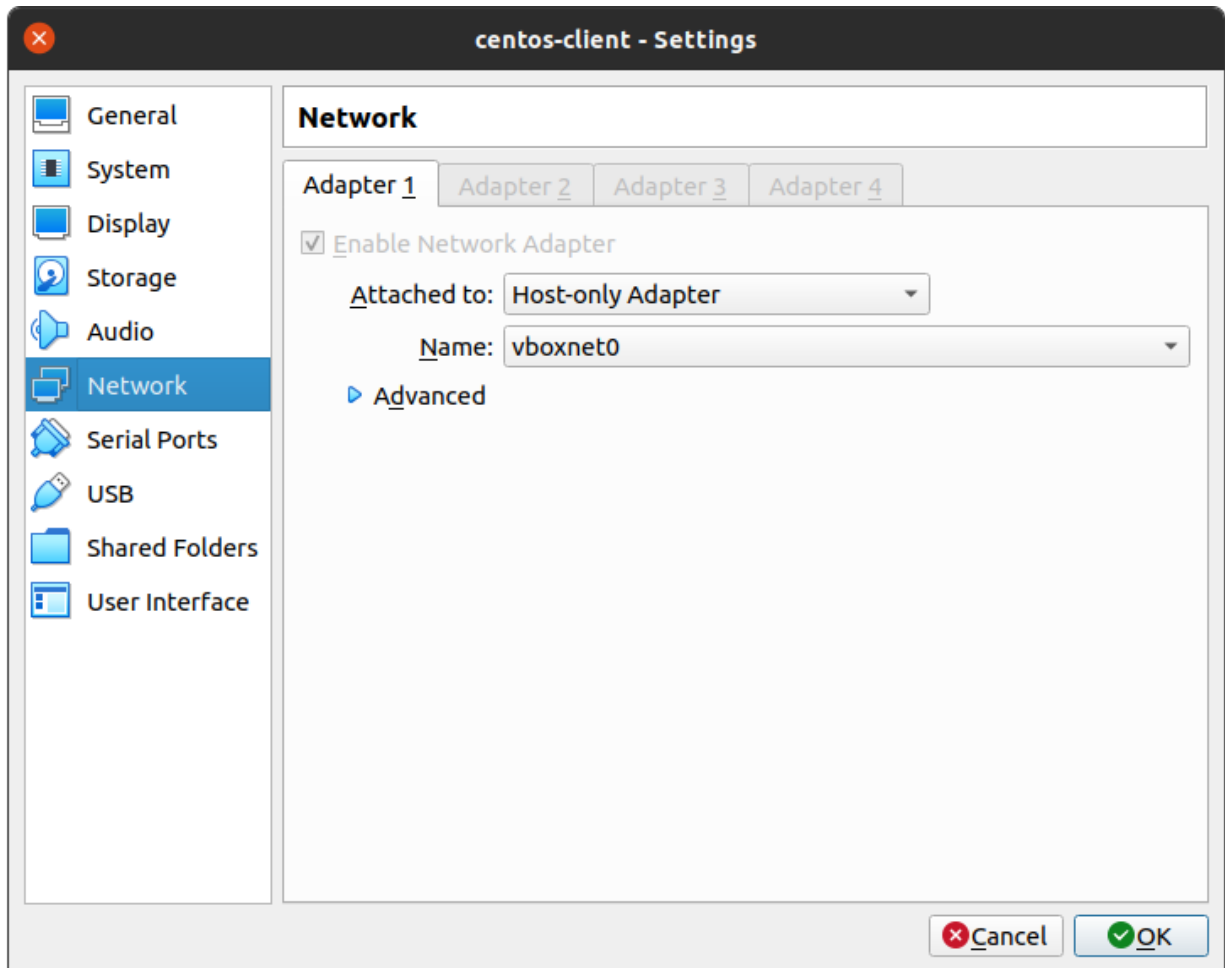 centos-client - Settings
General
System
Display
Storage
Audio
Network
Serial Ports
USB
Shared Folders
User Interface
Network
Adapter 1 Adapter 2 Adapter 3 Adapter 4
Enable Network Adapter
Attached to: Host-only Adapter
Name: vboxnet0
Advanced
Cancel OK